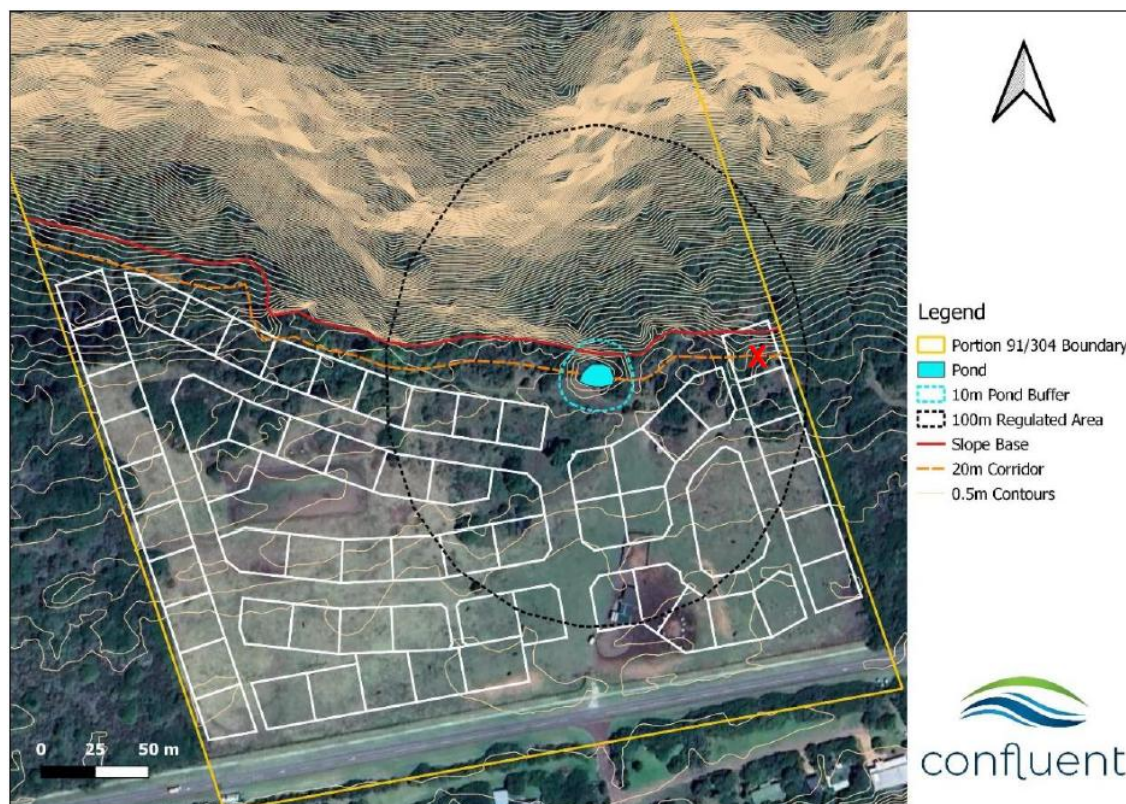 Legend
Portion 91/304 Boundary
Pond
10m Pond Buffer
100m Regulated Area
Slope Base
20m Corridor
0.5m Contours
X
0 25 50 m
confluent